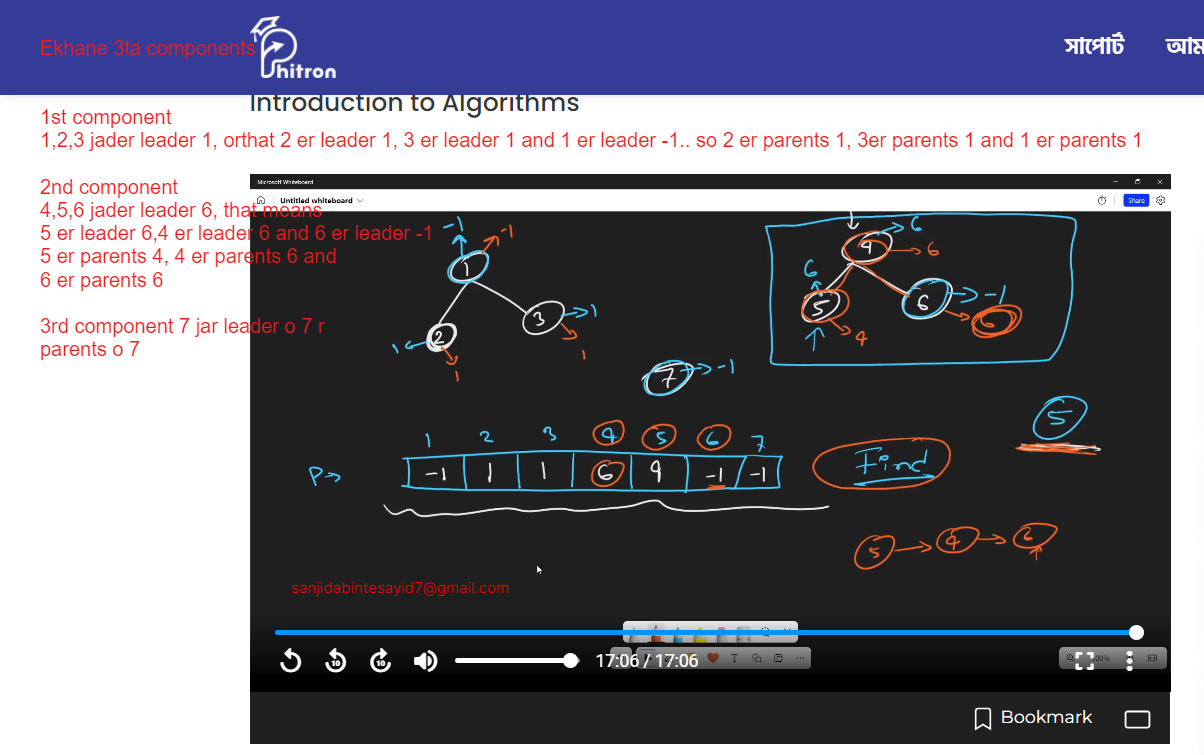 Ekhane 3ta components
Phitron
সাপোর্ট
Introduction to Algorithms
1st component
1,2,3 jader leader 1, orthat 2 er leader 1, 3 er leader 1 and 1 er leader -1.. so 2 er parents 1, 3er parents 1 and 1 er parents 1
2nd component
4,5,6 jader leader 6, that means
5 er leader 6,4 er leader 6 and 6 er leader -1
5 er parents 4, 4 er parents 6 and
6 er parents 6
3rd component 7 jar leader o 7 r
parents o 7
Microsoft Whiteboard
Untitled whiteboard
Share
-1 -1
1
2 3
1 1
1 1
4 6
6
6
5 6 -1
4 6
7 -1
5
1 2 3 4 5 6 7
P→ -1 1 1 6 4 -1 -1
Find
5 → 4 → 6
sanjidabintesayid7@gmail.com
10 10
17:06 / 17:06
Bookmark